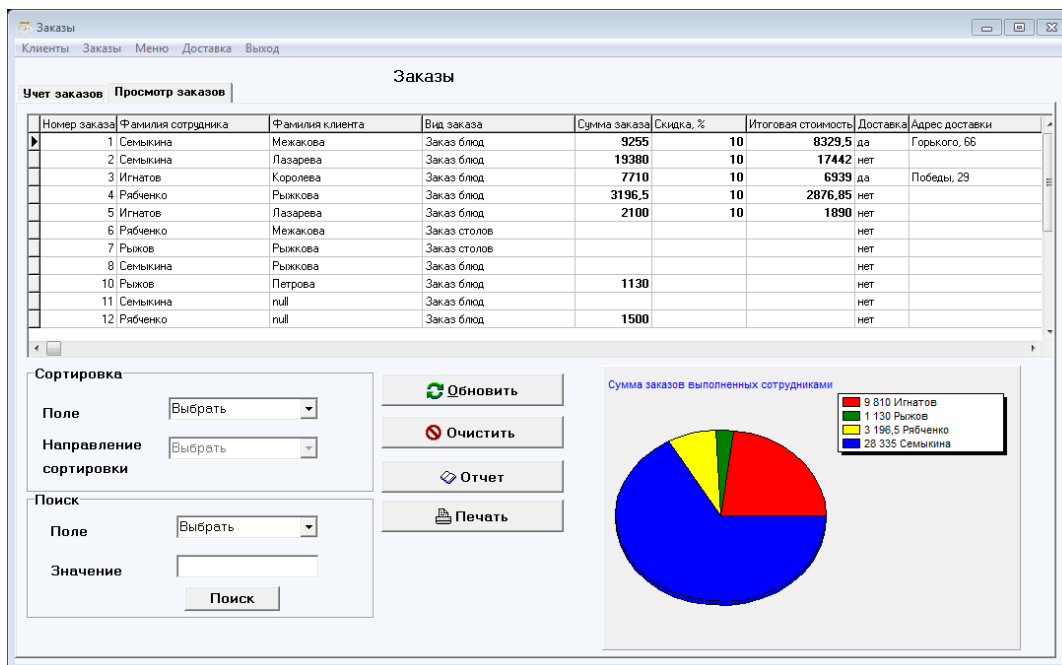 Заказы
Клиенты Заказы Меню Доставка Выход
Заказы
Учет заказов Просмотр заказов
Номер заказа Фамилия сотрудника Фамилия клиента Вид заказа Сумма заказа Скидка, % Итоговая стоимость Доставка Адрес доставки
1 Семыкина Межакова Заказ блюд 9255 10 8329,5 да Горького, 66
2 Семыкина Лазарева Заказ блюд 19380 10 17442 нет
3 Игнатов Королева Заказ блюд 7710 10 6939 да Победы, 29
4 Рябченко Рыжкова Заказ блюд 3196,5 10 2876,85 нет
5 Игнатов Лазарева Заказ блюд 2100 10 1890 нет
6 Рябченко Межакова Заказ столов нет
7 Рыжов Рыжкова Заказ столов нет
8 Семыкина Рыжкова Заказ блюд нет
10 Рыжов Петрова Заказ блюд 1130 нет
11 Семыкина null Заказ блюд нет
12 Рябченко null Заказ блюд 1500 нет
Сортировка
Поле Выбрать
Направление сортировки Выбрать
Поиск
Поле Выбрать
Значение
Поиск
Обновить
Очистить
Отчет
Печать
Сумма заказов выполненных сотрудниками
9 810 Игнатов
1 130 Рыжов
3 196,5 Рябченко
28 335 Семыкина